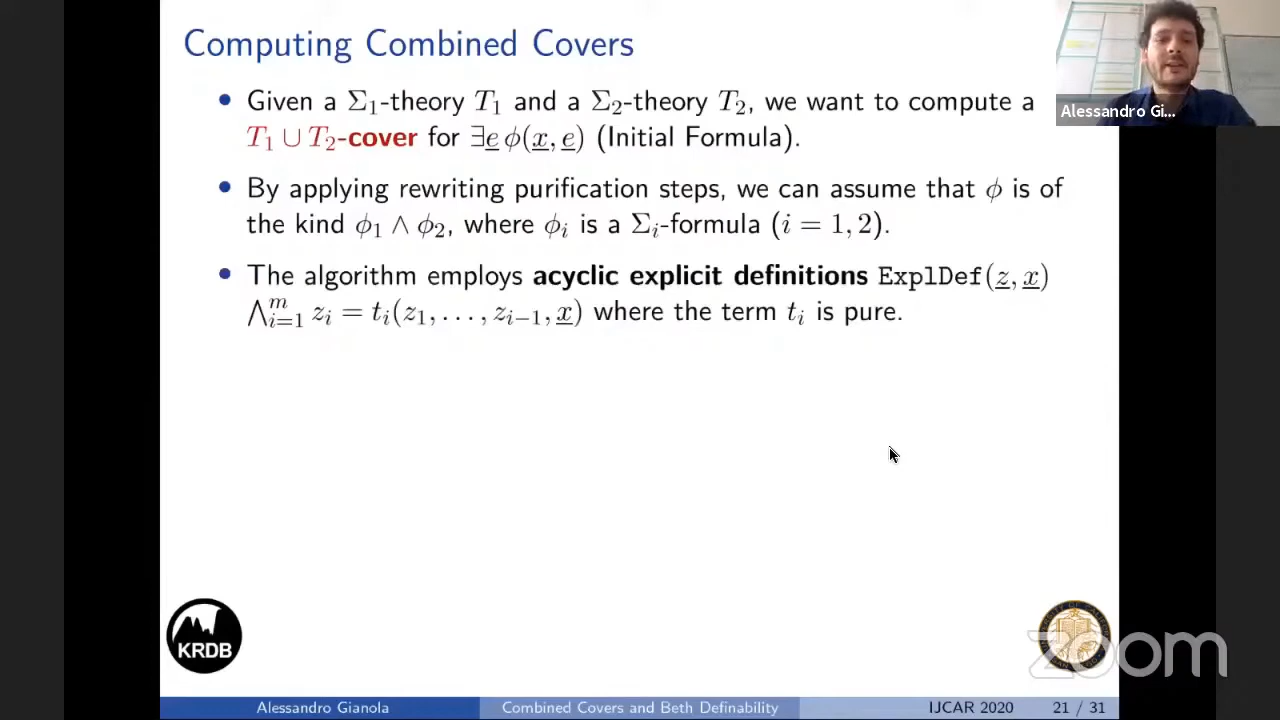 Computing Combined Covers
• Given a Σ₁-theory T₁ and a Σ₂-theory T₂, we want to compute a
T₁ ∪ T₂-cover for ∃e̲ ϕ(x̲, e̲) (Initial Formula).
• By applying rewriting purification steps, we can assume that ϕ is of
the kind ϕ₁ ∧ ϕ₂, where ϕᵢ is a Σᵢ-formula (i = 1, 2).
• The algorithm employs acyclic explicit definitions ExplDef(z̲, x̲)
⋀ᵢ₌₁ᵐ zᵢ = tᵢ(z₁, . . . , zᵢ₋₁, x̲) where the term tᵢ is pure.
Alessandro Gi...
KRDB
zoom
Alessandro Gianola
Combined Covers and Beth Definability
IJCAR 2020
21 / 31